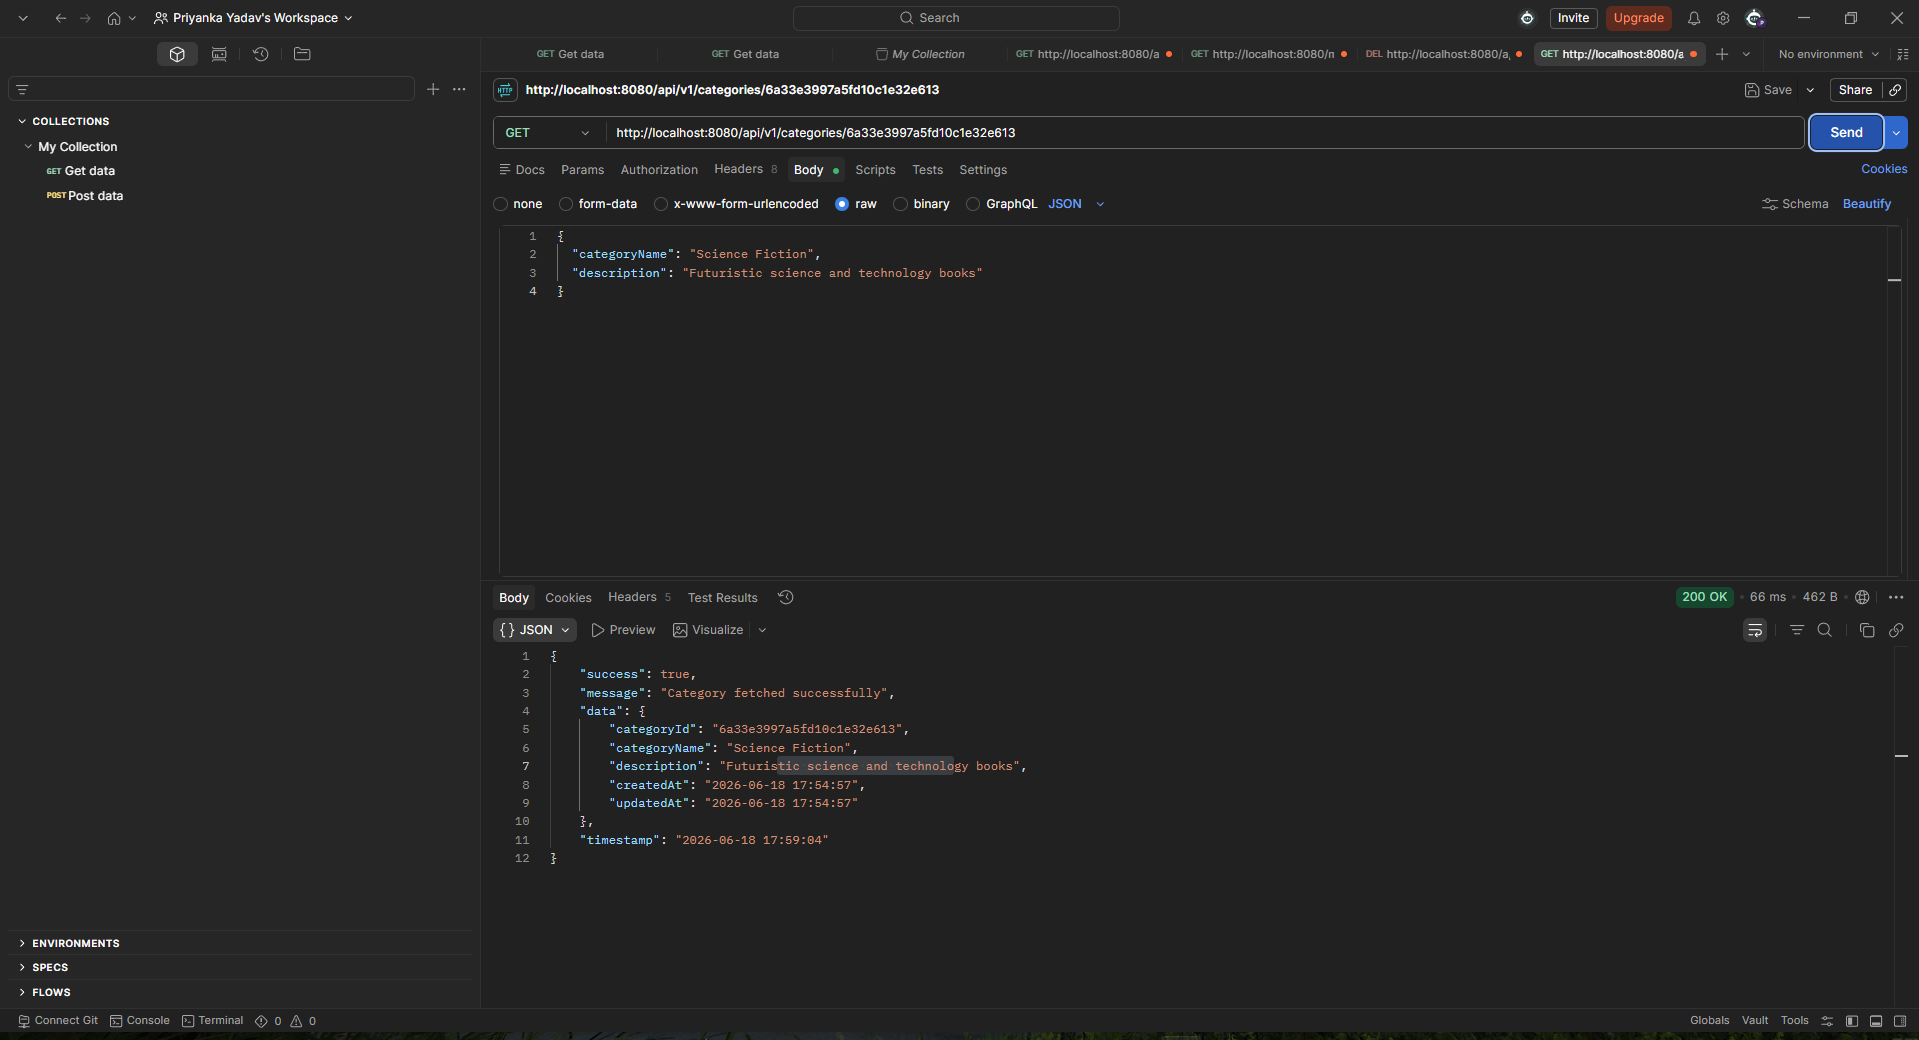 Priyanka Yadav's Workspace
Search
Invite
Upgrade
GET Get data
GET Get data
My Collection
GET http://localhost:8080/a
GET http://localhost:8080/n
DEL http://localhost:8080/a,
GET http://localhost:8080/a
No environment
HTTP http://localhost:8080/api/v1/categories/6a33e3997a5fd10c1e32e613
Save
Share
COLLECTIONS
My Collection
GET Get data
POST Post data
GET http://localhost:8080/api/v1/categories/6a33e3997a5fd10c1e32e613
Send
Docs Params Authorization Headers 8 Body Scripts Tests Settings
Cookies
none form-data x-www-form-urlencoded raw binary GraphQL JSON
Schema Beautify
1 {
2 "categoryName": "Science Fiction",
3 "description": "Futuristic science and technology books"
4 }
Body Cookies Headers 5 Test Results
200 OK 66 ms 462 B
{} JSON Preview Visualize
1 {
2 "success": true,
3 "message": "Category fetched successfully",
4 "data": {
5 "categoryId": "6a33e3997a5fd10c1e32e613",
6 "categoryName": "Science Fiction",
7 "description": "Futuristic science and technology books",
8 "createdAt": "2026-06-18 17:54:57",
9 "updatedAt": "2026-06-18 17:54:57"
10 },
11 "timestamp": "2026-06-18 17:59:04"
12 }
ENVIRONMENTS
SPECS
FLOWS
Connect Git Console Terminal 0 0
Globals Vault Tools